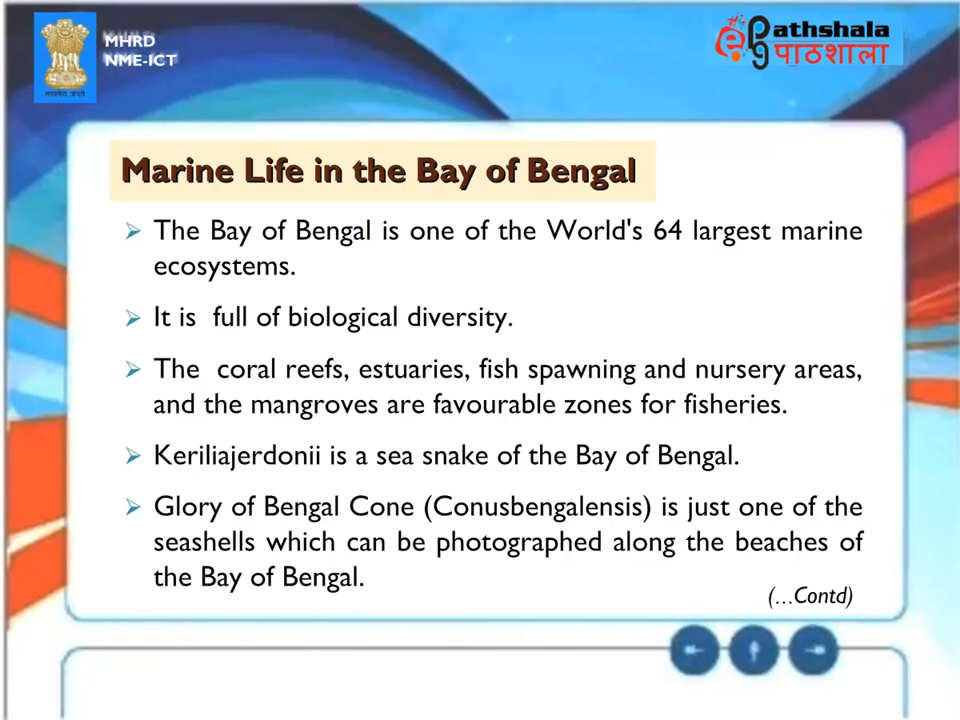 MHRD
NME-ICT
epg athshala
पाठशाला
Marine Life in the Bay of Bengal
The Bay of Bengal is one of the World's 64 largest marine
ecosystems.
It is full of biological diversity.
The coral reefs, estuaries, fish spawning and nursery areas,
and the mangroves are favourable zones for fisheries.
Keriliajerdonii is a sea snake of the Bay of Bengal.
Glory of Bengal Cone (Conusbengalensis) is just one of the
seashells which can be photographed along the beaches of
the Bay of Bengal.
(...Contd)